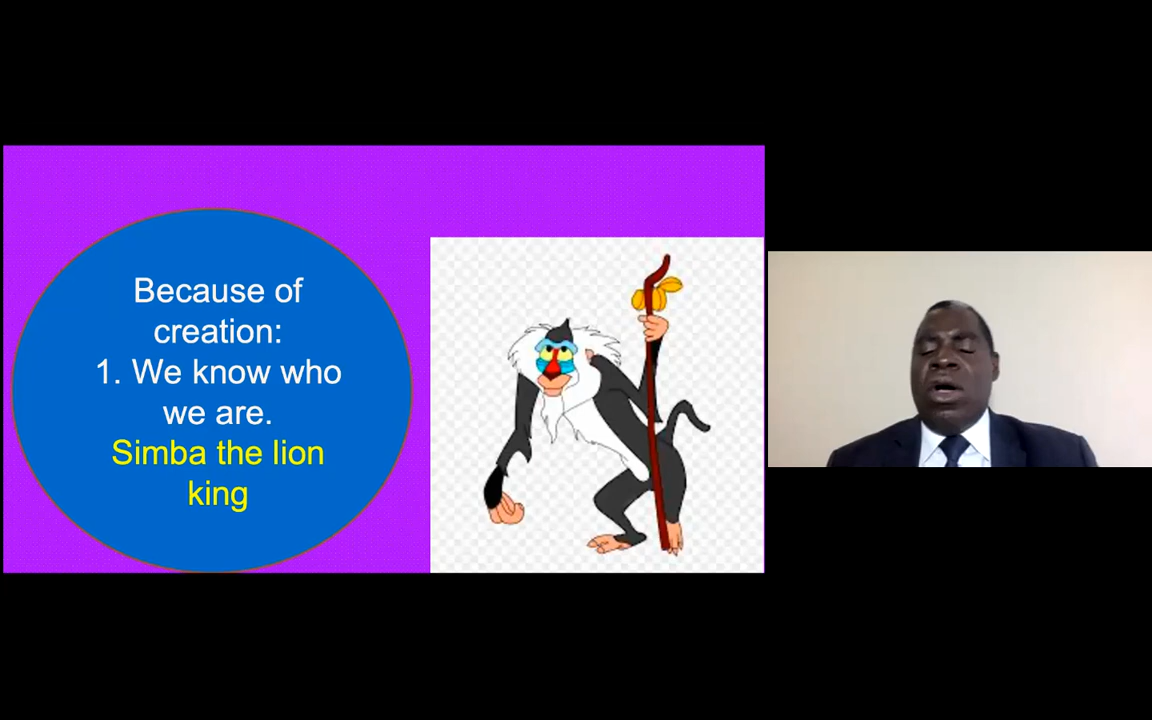 Because of
creation:
1. We know who
we are.
Simba the lion
king